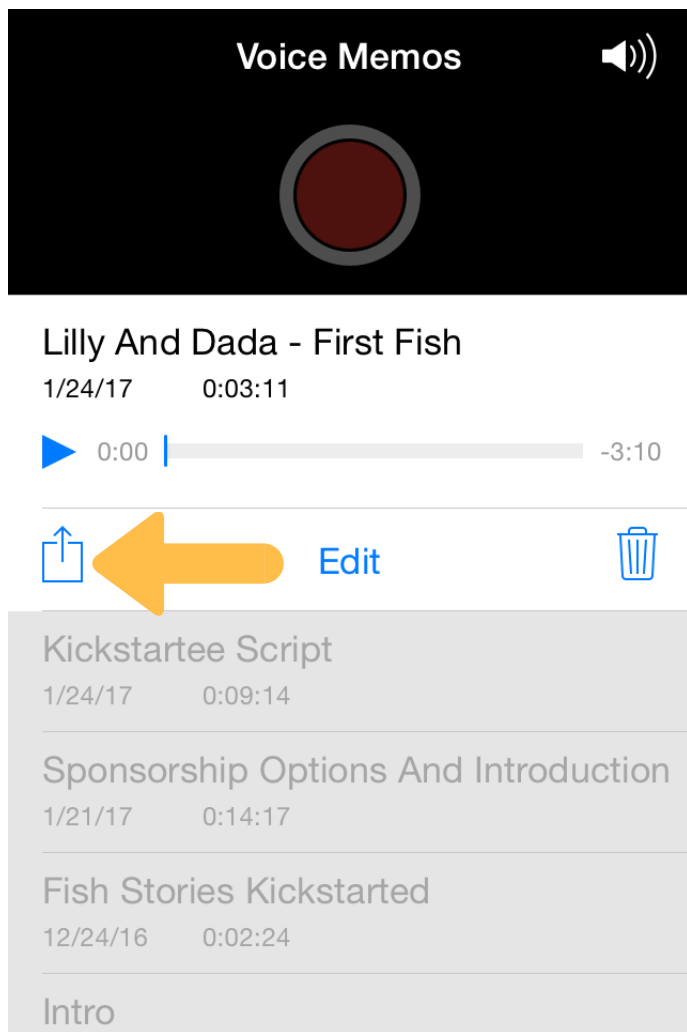 Voice Memos
Lilly And Dada - First Fish
1/24/17 0:03:11
0:00 -3:10
Edit
Kickstartee Script
1/24/17 0:09:14
Sponsorship Options And Introduction
1/21/17 0:14:17
Fish Stories Kickstarted
12/24/16 0:02:24
Intro